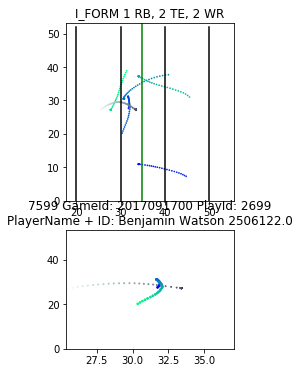 I_FORM 1 RB, 2 TE, 2 WR
50
40
30
20
10
0
20 30 40 50
7599 GameId: 2017091700 PlayId: 2699
PlayerName + ID: Benjamin Watson 2506122.0
40
20
0
27.5 30.0 32.5 35.0